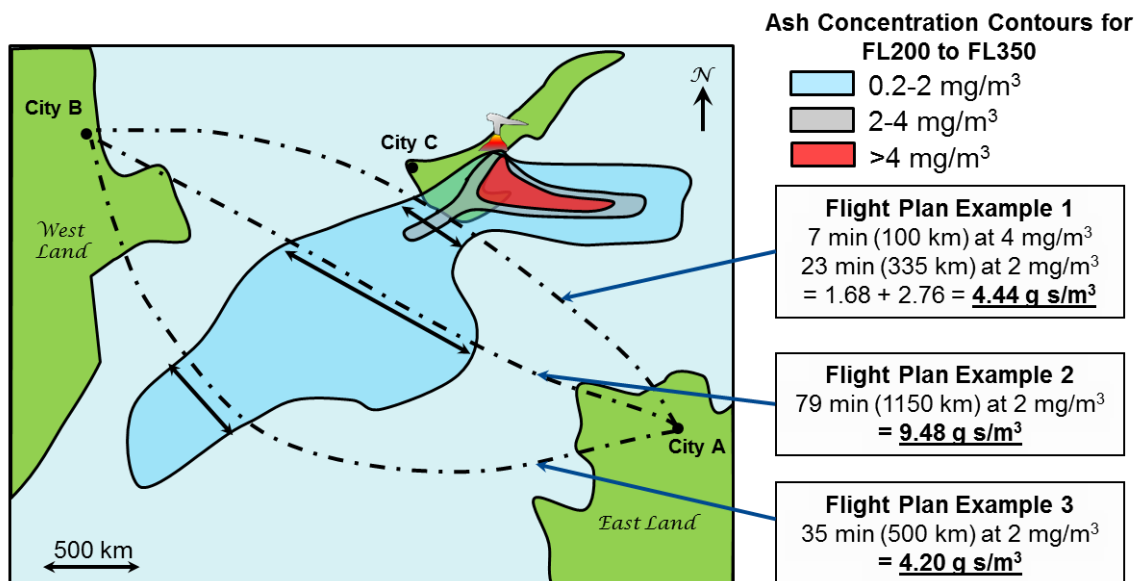 Ash Concentration Contours for
FL200 to FL350
0.2-2 mg/m³
2-4 mg/m³
>4 mg/m³
N
City B
City C
West
Land
City A
East Land
500 km
Flight Plan Example 1
7 min (100 km) at 4 mg/m³
23 min (335 km) at 2 mg/m³
= 1.68 + 2.76 = 4.44 g s/m³
Flight Plan Example 2
79 min (1150 km) at 2 mg/m³
= 9.48 g s/m³
Flight Plan Example 3
35 min (500 km) at 2 mg/m³
= 4.20 g s/m³